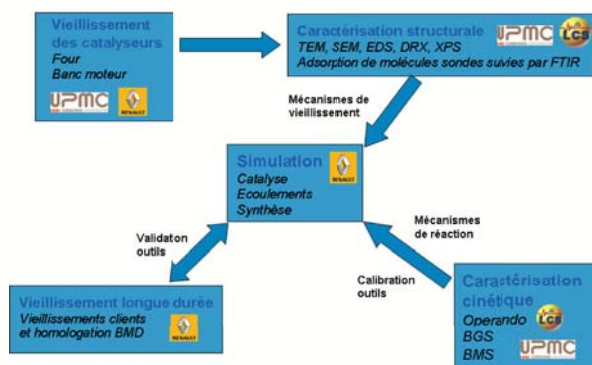 Vieillissement
des catalyseurs
Four
Banc moteur
UPMC
RENAULT
Caractérisation structurale
UPMC
LCS
TEM, SEM, EDS, DRX, XPS
Adsorption de molécules sondes suivies par FTIR
Mécanismes de
vieillissement
Simulation
Catalyse
Ecoulements
Synthèse
RENAULT
Validaton
outils
Mécanismes
de réaction
Calibration
outils
Vieillissement longue durée
Vieillissements clients
et homologation BMD
RENAULT
Caractérisation
cinétique
Operando
LCS
BGS
BMS
UPMC